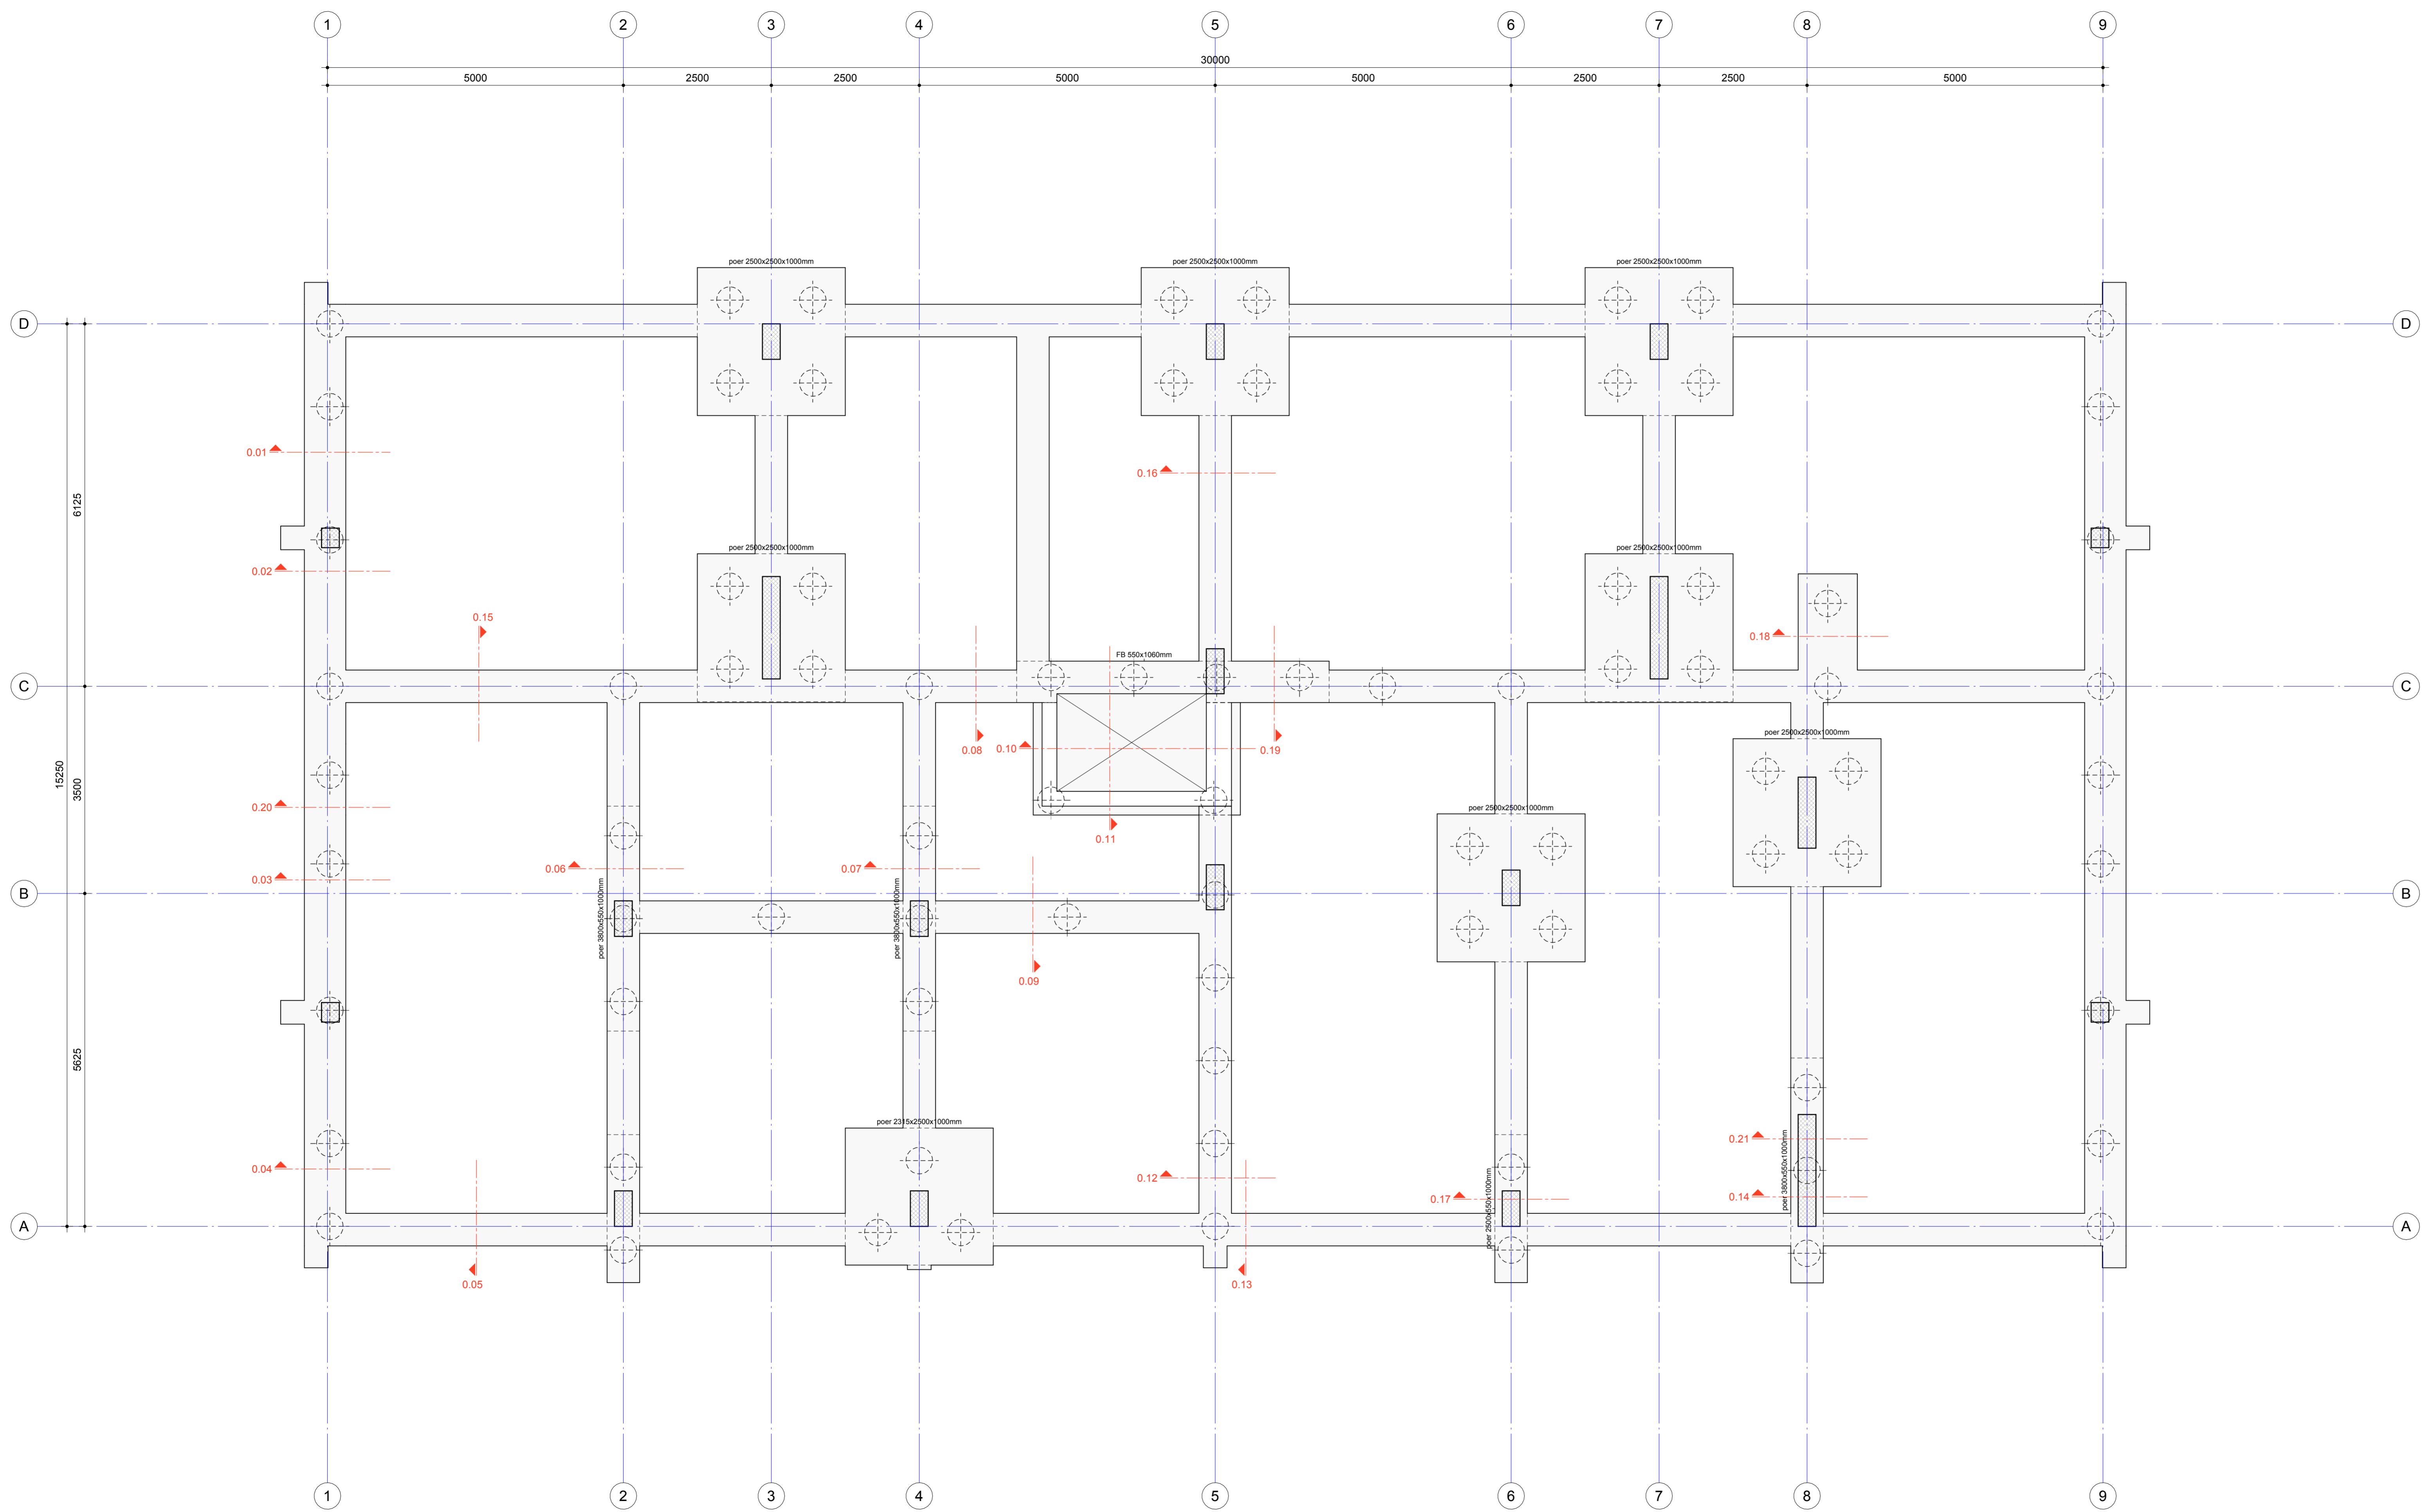 1 2 3 4 5 6 7 8 9
30000
5000 2500 2500 5000 5000 2500 2500 5000
poer 2500x2500x1000mm poer 2500x2500x1000mm poer 2500x2500x1000mm
D D
0.01
0.16
6125
poer 2500x2500x1000mm poer 2500x2500x1000mm
0.02
0.15
0.18
FB 550x1060mm
C C
poer 2500x2500x1000mm
0.08 0.10 0.19
15250
3500
0.20
poer 2500x2500x1000mm
0.11
0.06 0.07
0.03
B B
poer 3800x550x1000mm poer 3800x550x1000mm
0.09
5625
poer 2315x2500x1000mm
0.21
0.04
0.12
poer 3800x550x1000mm
0.17 0.14
poer 2500x550x1000mm
A A
0.05 0.13
1 2 3 4 5 6 7 8 9